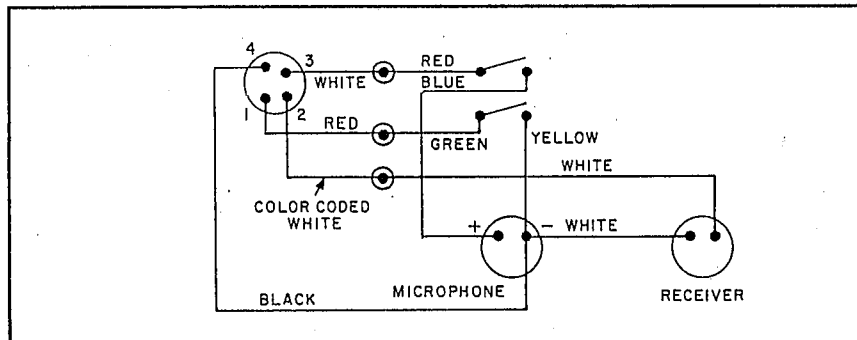 4
3
RED
WHITE
BLUE
1
2
RED
GREEN
YELLOW
WHITE
COLOR CODED
WHITE
+
-
WHITE
BLACK
MICROPHONE
RECEIVER